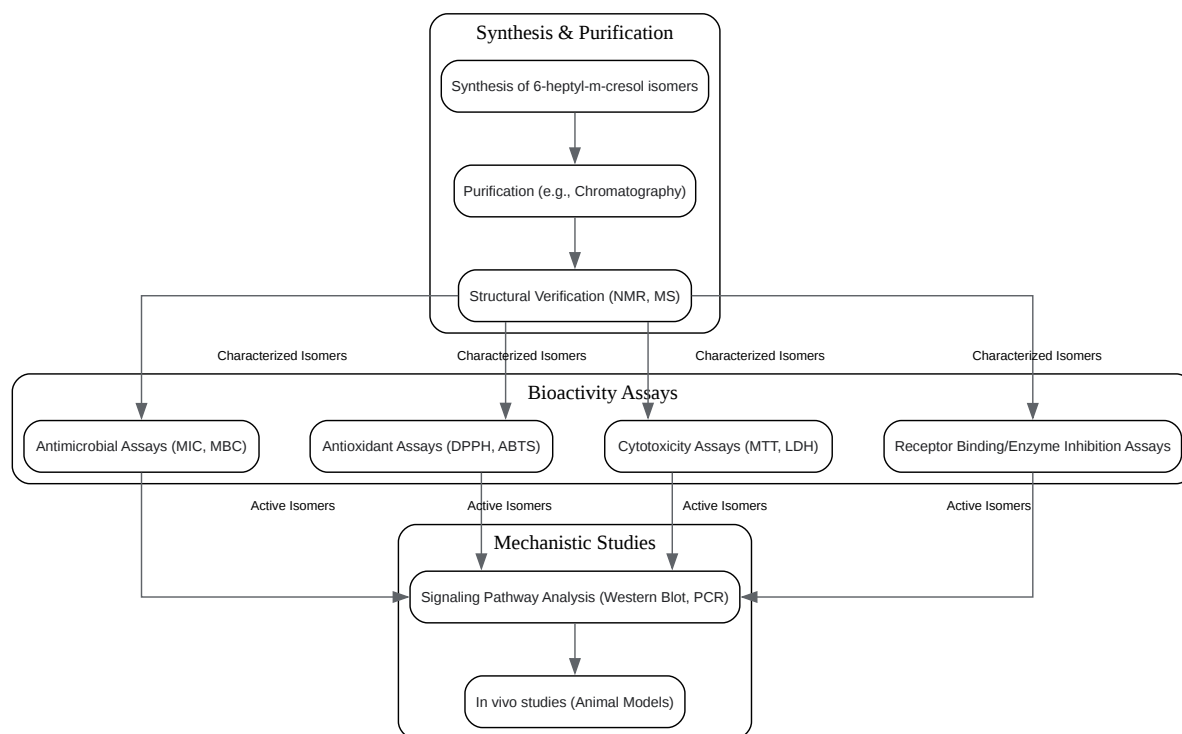 Synthesis & Purification
Synthesis of 6-heptyl-m-cresol isomers
Purification (e.g., Chromatography)
Structural Verification (NMR, MS)
Characterized Isomers
Characterized Isomers
Characterized Isomers
Characterized Isomers
Bioactivity Assays
Antimicrobial Assays (MIC, MBC)
Antioxidant Assays (DPPH, ABTS)
Cytotoxicity Assays (MTT, LDH)
Receptor Binding/Enzyme Inhibition Assays
Active Isomers
Active Isomers
Active Isomers
Active Isomers
Mechanistic Studies
Signaling Pathway Analysis (Western Blot, PCR)
In vivo studies (Animal Models)